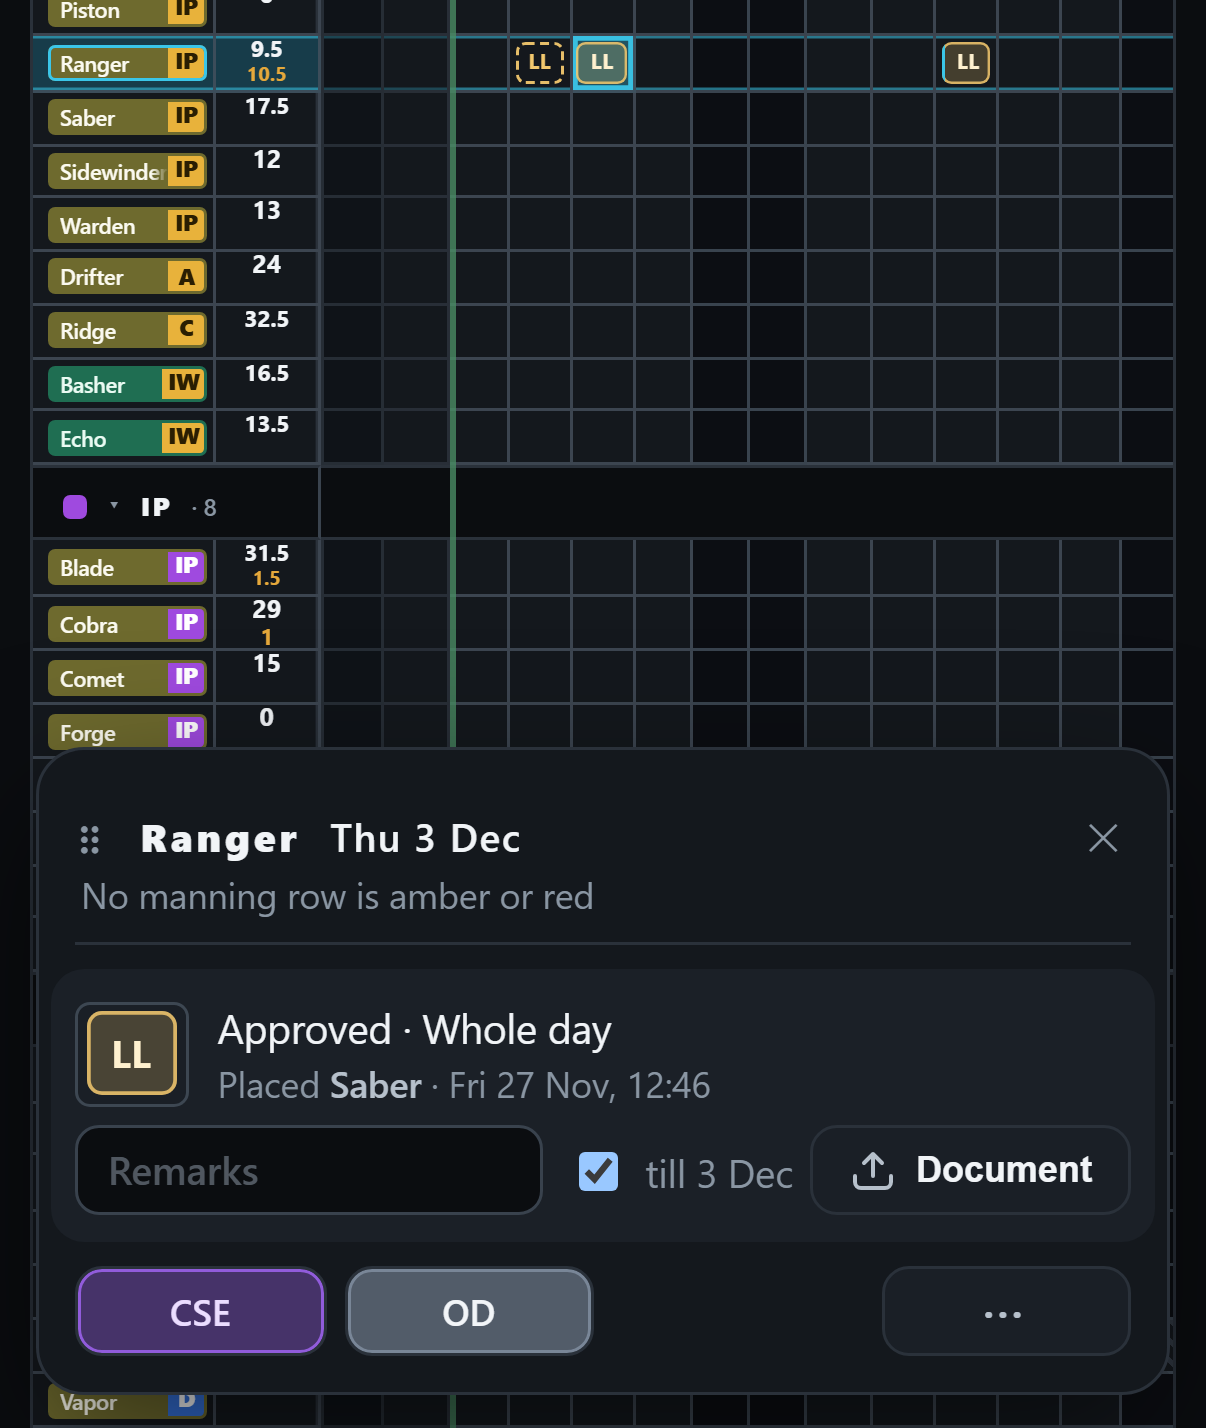 Piston IP
Ranger IP 9.5 LL LL LL
10.5
Saber IP 17.5
Sidewinder IP 12
Warden IP 13
Drifter A 24
Ridge C 32.5
Basher IW 16.5
Echo IW 13.5
IP · 8
Blade IP 31.5
1.5
Cobra IP 29
1
Comet IP 15
Forge IP 0
Ranger Thu 3 Dec
No manning row is amber or red
LL Approved · Whole day
Placed Saber · Fri 27 Nov, 12:46
Remarks till 3 Dec Document
CSE OD ...
Vapor D